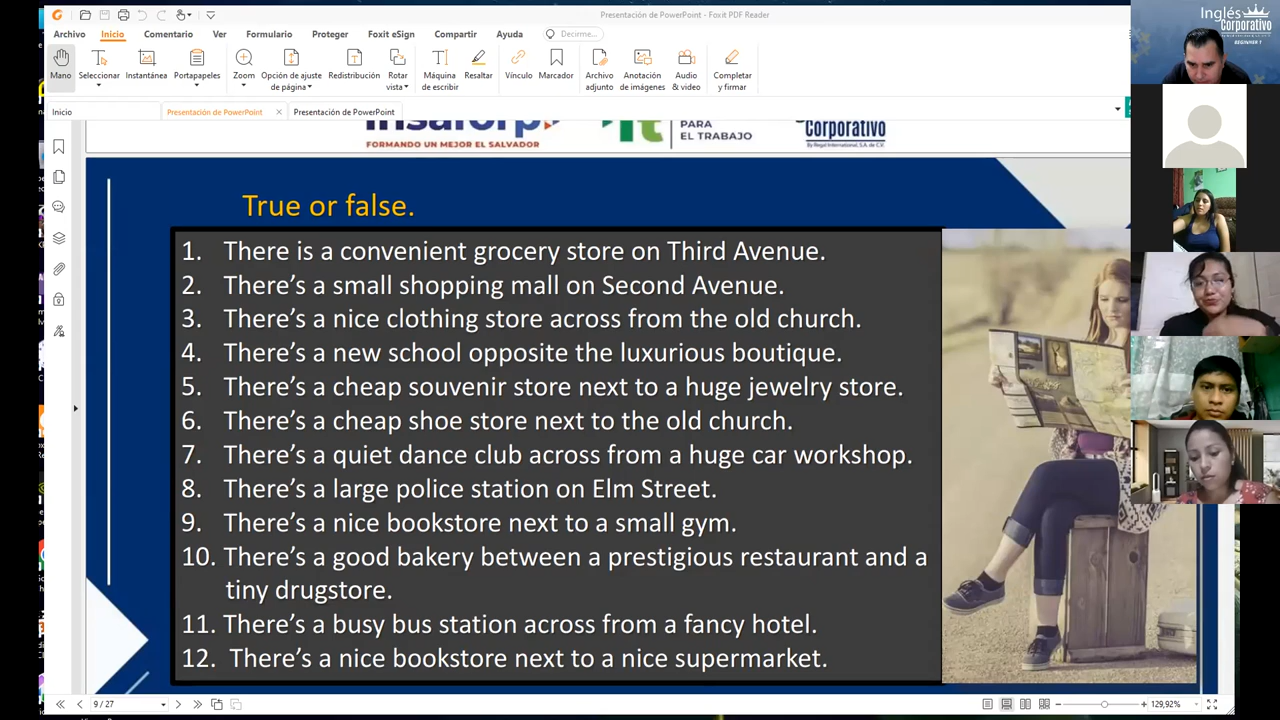 Presentación de PowerPoint - Foxit PDF Reader
Archivo Inicio Comentario Ver Formulario Proteger Foxit eSign Compartir Ayuda Decirme...
Mano Seleccionar Instantánea Portapapeles Zoom Opción de ajuste de página Redistribución Rotar vista Máquina de escribir Resaltar Vínculo Marcador Archivo adjunto Anotación de imágenes Audio & video Completar y firmar
Inicio Presentación de PowerPoint Presentación de PowerPoint
Inglés
Corporativo
BEGINNER 1
PARA
EL TRABAJO
Corporativo
FORMANDO UN MEJOR EL SALVADOR
By Regal International, S.A. de C.V.
True or false.
1. There is a convenient grocery store on Third Avenue.
2. There's a small shopping mall on Second Avenue.
3. There's a nice clothing store across from the old church.
4. There's a new school opposite the luxurious boutique.
5. There's a cheap souvenir store next to a huge jewelry store.
6. There's a cheap shoe store next to the old church.
7. There's a quiet dance club across from a huge car workshop.
8. There's a large police station on Elm Street.
9. There's a nice bookstore next to a small gym.
10. There's a good bakery between a prestigious restaurant and a
tiny drugstore.
11. There's a busy bus station across from a fancy hotel.
12. There's a nice bookstore next to a nice supermarket.
9 / 27
129,92%